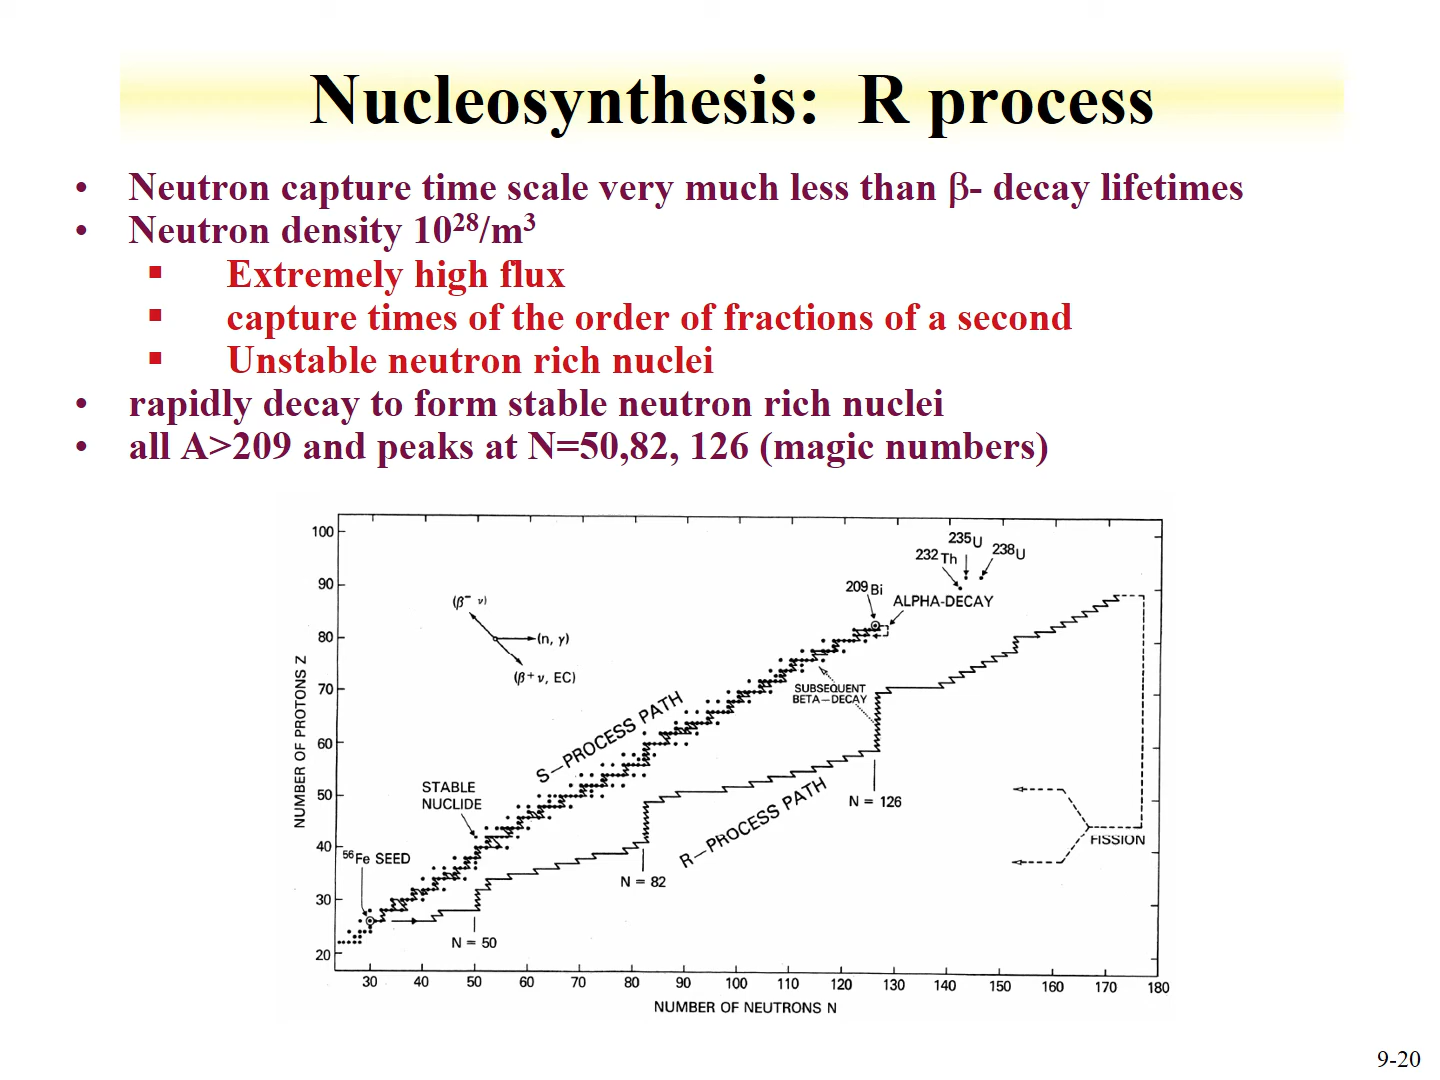 Nucleosynthesis: R process
• Neutron capture time scale very much less than β- decay lifetimes
• Neutron density 10²⁸/m³
▪ Extremely high flux
▪ capture times of the order of fractions of a second
▪ Unstable neutron rich nuclei
• rapidly decay to form stable neutron rich nuclei
• all A>209 and peaks at N=50,82, 126 (magic numbers)
100
90
80
70
60
50
40
30
20
NUMBER OF PROTONS Z
235U
232Th
238U
209Bi
ALPHA-DECAY
(β⁻ ν)
(n, γ)
(β⁺ν, EC)
SUBSEQUENT
BETA–DECAY
S–PROCESS PATH
STABLE
NUCLIDE
N = 126
R–PROCESS PATH
FISSION
⁵⁶Fe SEED
N = 82
N = 50
30 40 50 60 70 80 90 100 110 120 130 140 150 160 170 180
NUMBER OF NEUTRONS N
9-20